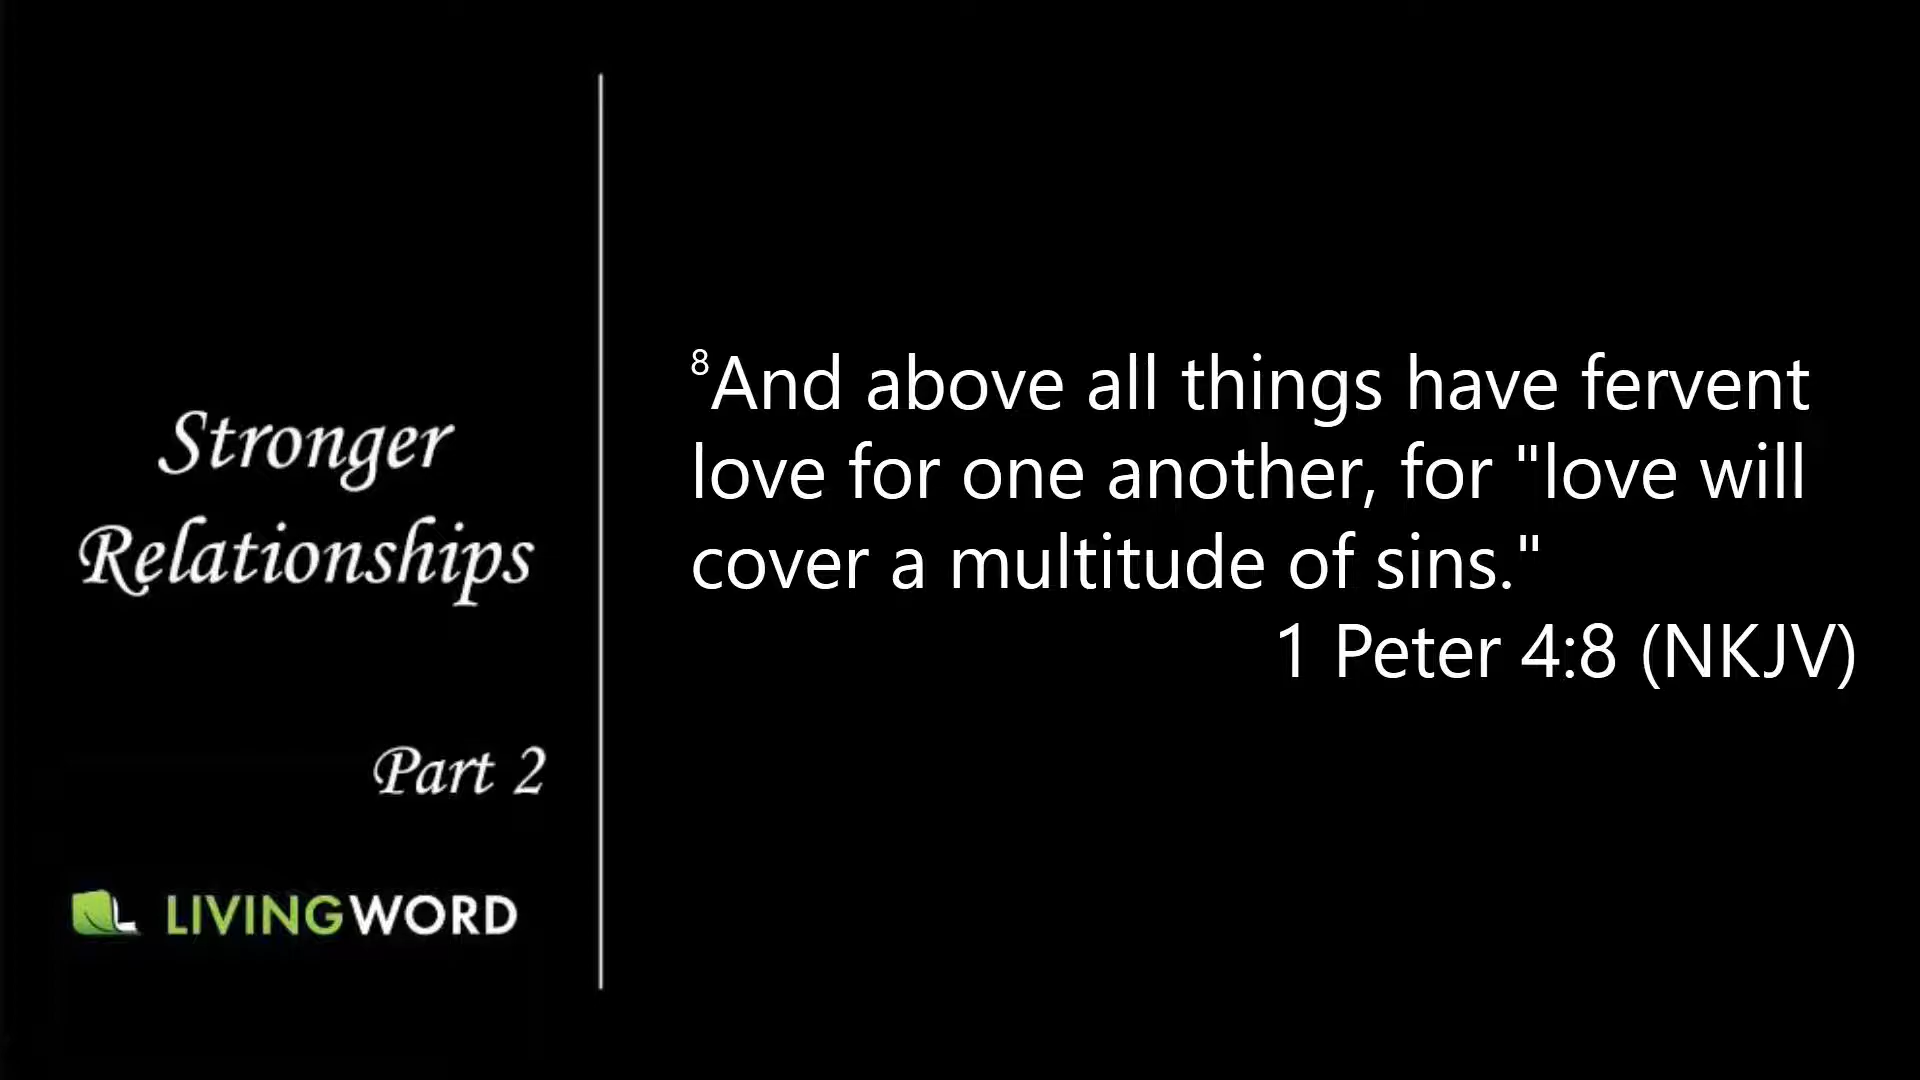 Stronger
Relationships
Part 2
LIVINGWORD
⁸And above all things have fervent
love for one another, for "love will
cover a multitude of sins."
1 Peter 4:8 (NKJV)